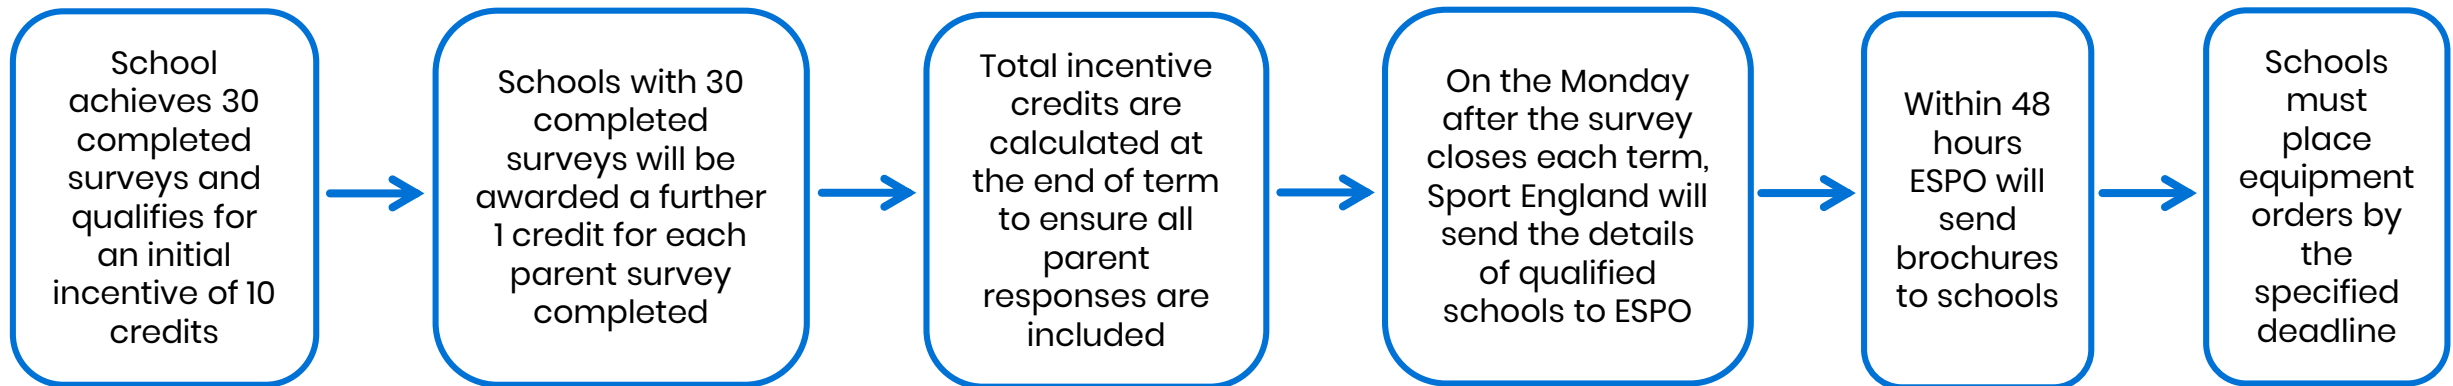 School
achieves 30
completed
surveys and
qualifies for
an initial
incentive of 10
credits
Schools with 30
completed
surveys will be
awarded a further
1 credit for each
parent survey
completed
Total incentive
credits are
calculated at
the end of term
to ensure all
parent
responses are
included
On the Monday
after the survey
closes each term,
Sport England will
send the details
of qualified
schools to ESPO
Within 48
hours
ESPO will
send
brochures
to schools
Schools
must
place
equipment
orders by
the
specified
deadline